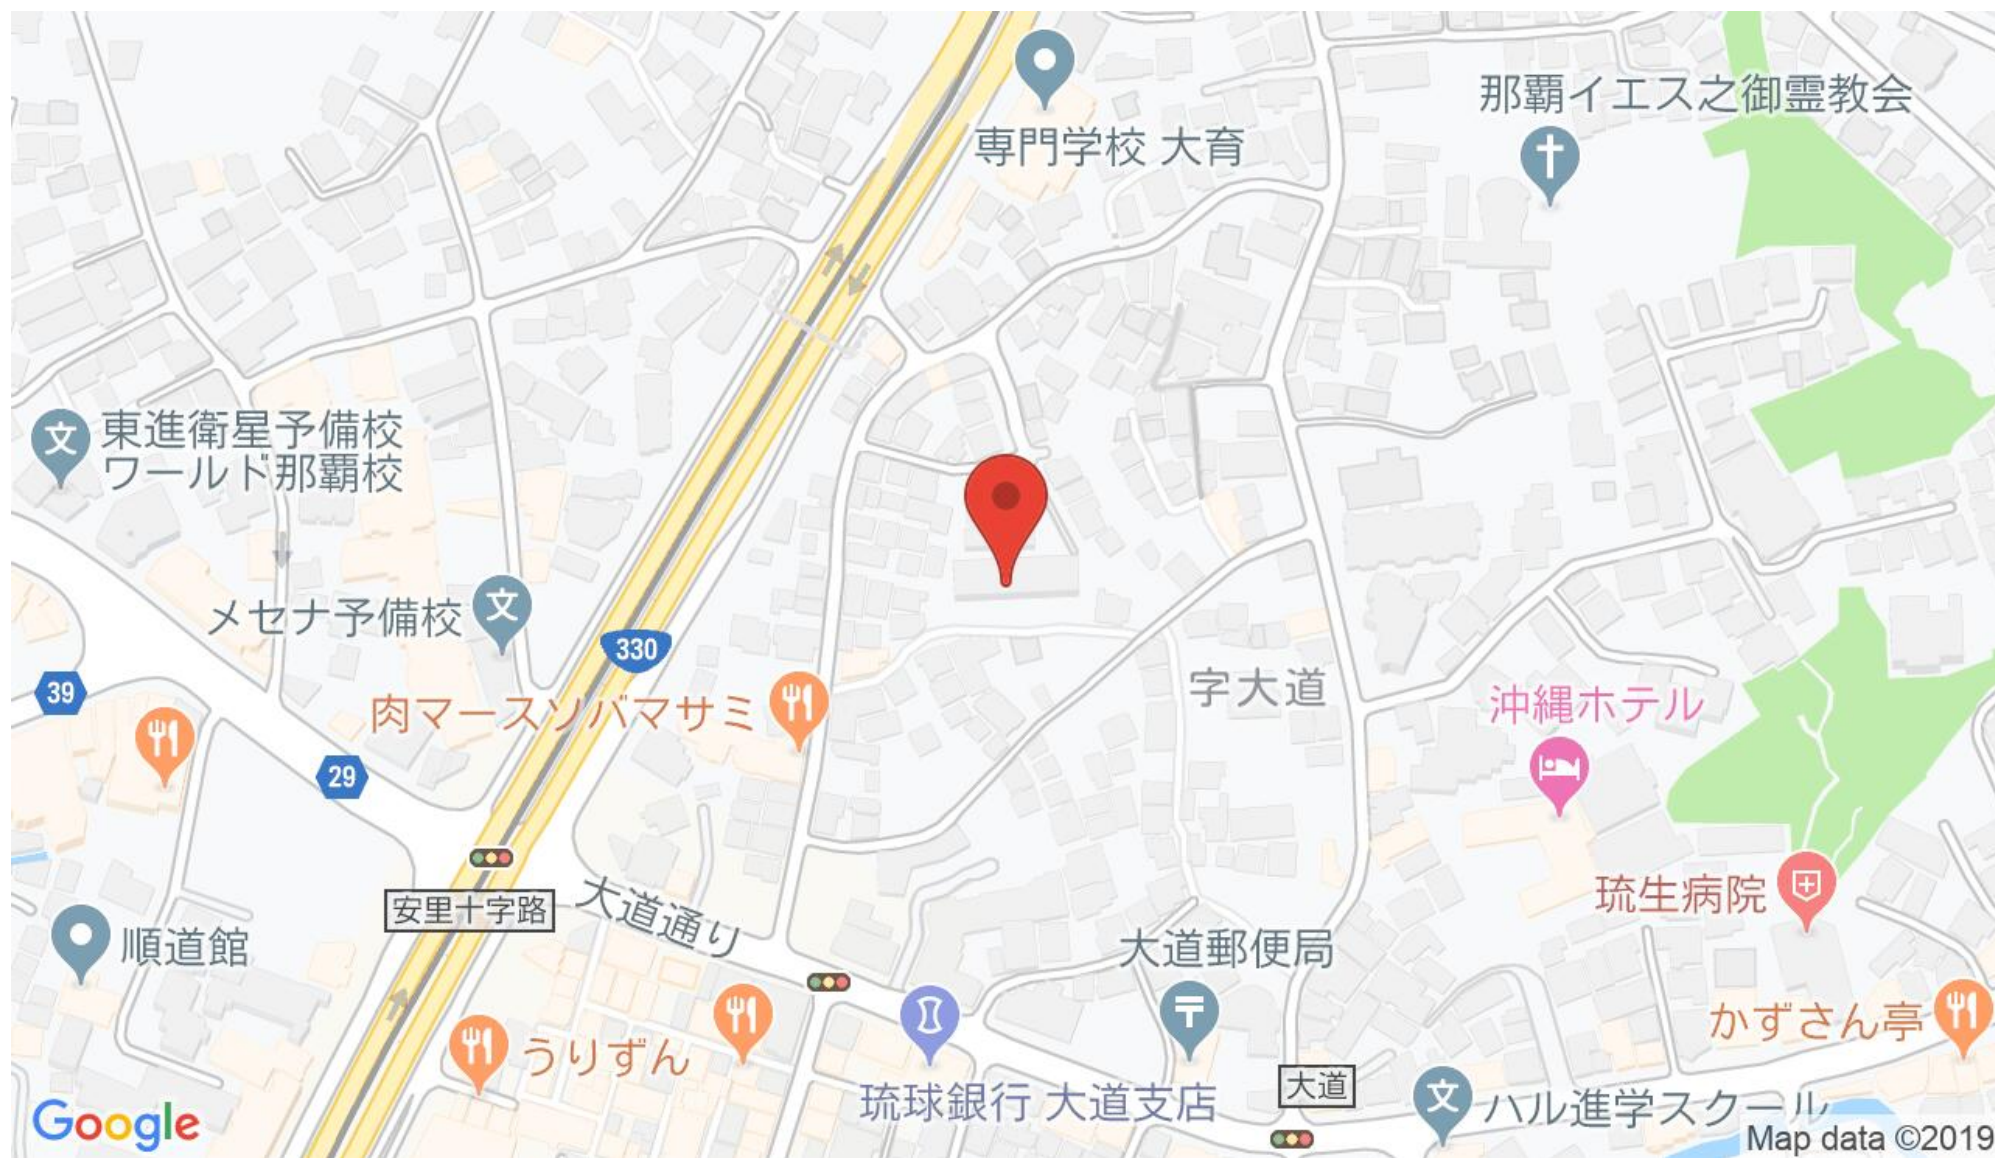 那覇イエス之御霊教会
専門学校 大育
東進衛星予備校
ワールド那覇校
メセナ予備校
330
39
肉マースソバマサミ
字大道
沖縄ホテル
29
安里十字路
大道通り
琉生病院
順道館
大道郵便局
うりずん
かずさん亭
琉球銀行 大道支店
大道
ハル進学スクール
Google
Map data ©2019